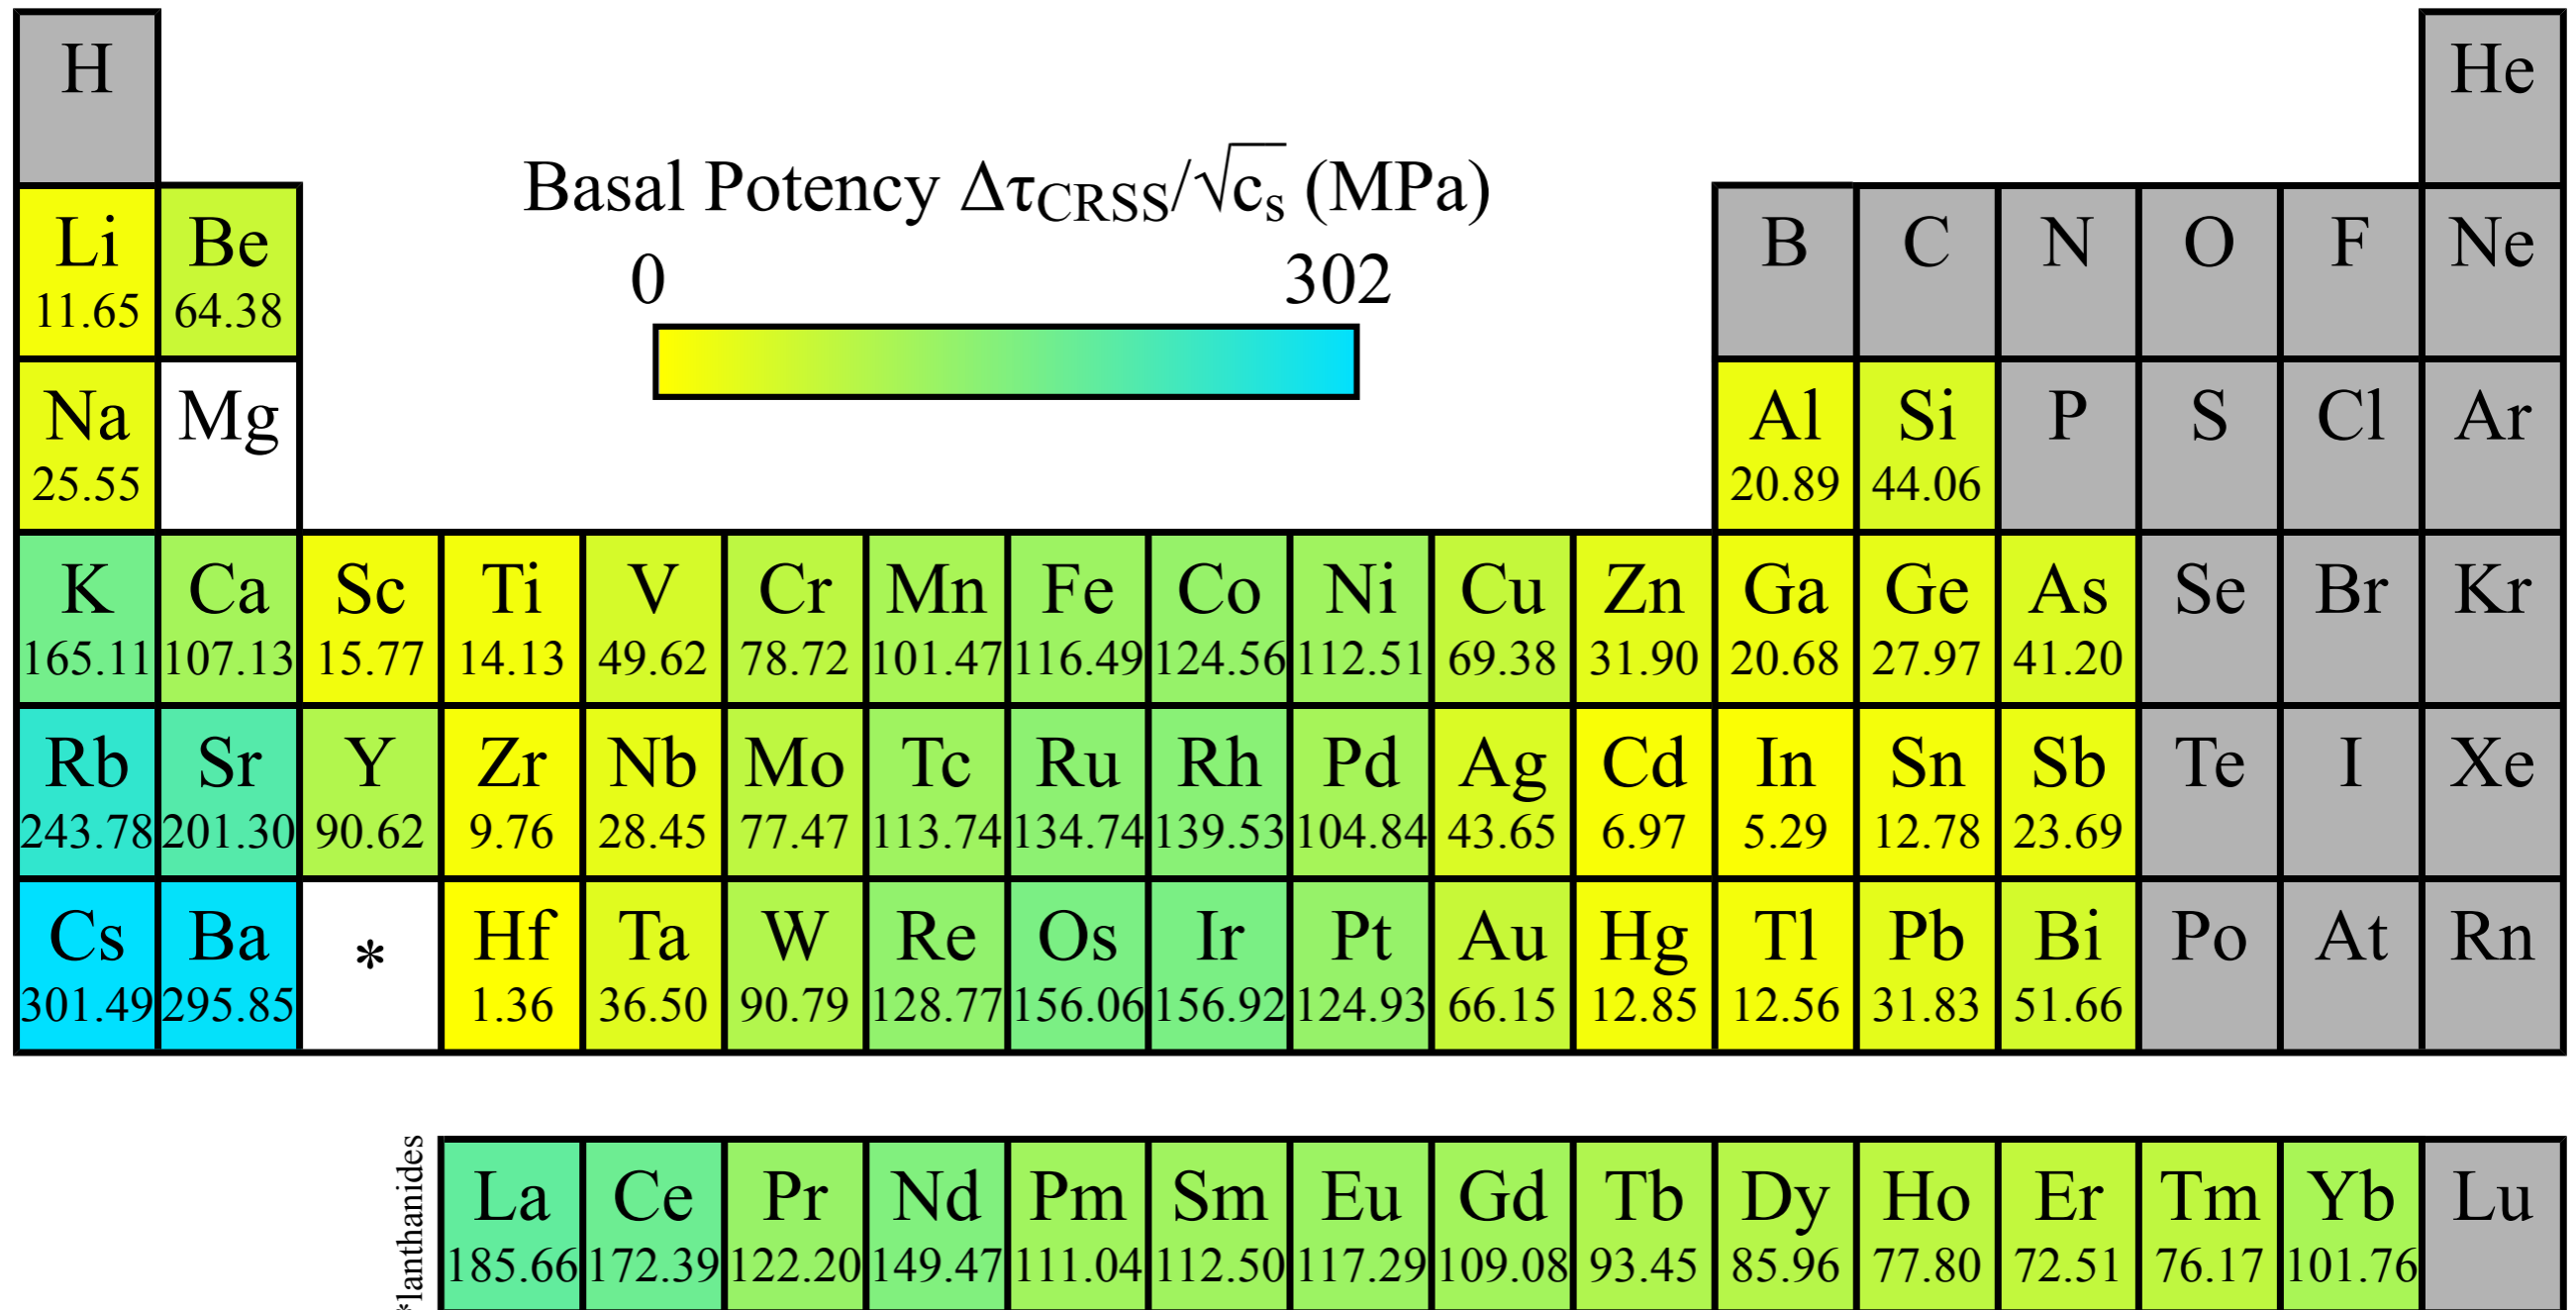 H He
Basal Potency ΔτCRSS/√cs (MPa)
0 302
Li Be B C N O F Ne
11.65 64.38
Na Mg Al Si P S Cl Ar
25.55 20.89 44.06
K Ca Sc Ti V Cr Mn Fe Co Ni Cu Zn Ga Ge As Se Br Kr
165.11 107.13 15.77 14.13 49.62 78.72 101.47 116.49 124.56 112.51 69.38 31.90 20.68 27.97 41.20
Rb Sr Y Zr Nb Mo Tc Ru Rh Pd Ag Cd In Sn Sb Te I Xe
243.78 201.30 90.62 9.76 28.45 77.47 113.74 134.74 139.53 104.84 43.65 6.97 5.29 12.78 23.69
Cs Ba * Hf Ta W Re Os Ir Pt Au Hg Tl Pb Bi Po At Rn
301.49 295.85 1.36 36.50 90.79 128.77 156.06 156.92 124.93 66.15 12.85 12.56 31.83 51.66
*lanthanides
La Ce Pr Nd Pm Sm Eu Gd Tb Dy Ho Er Tm Yb Lu
185.66 172.39 122.20 149.47 111.04 112.50 117.29 109.08 93.45 85.96 77.80 72.51 76.17 101.76